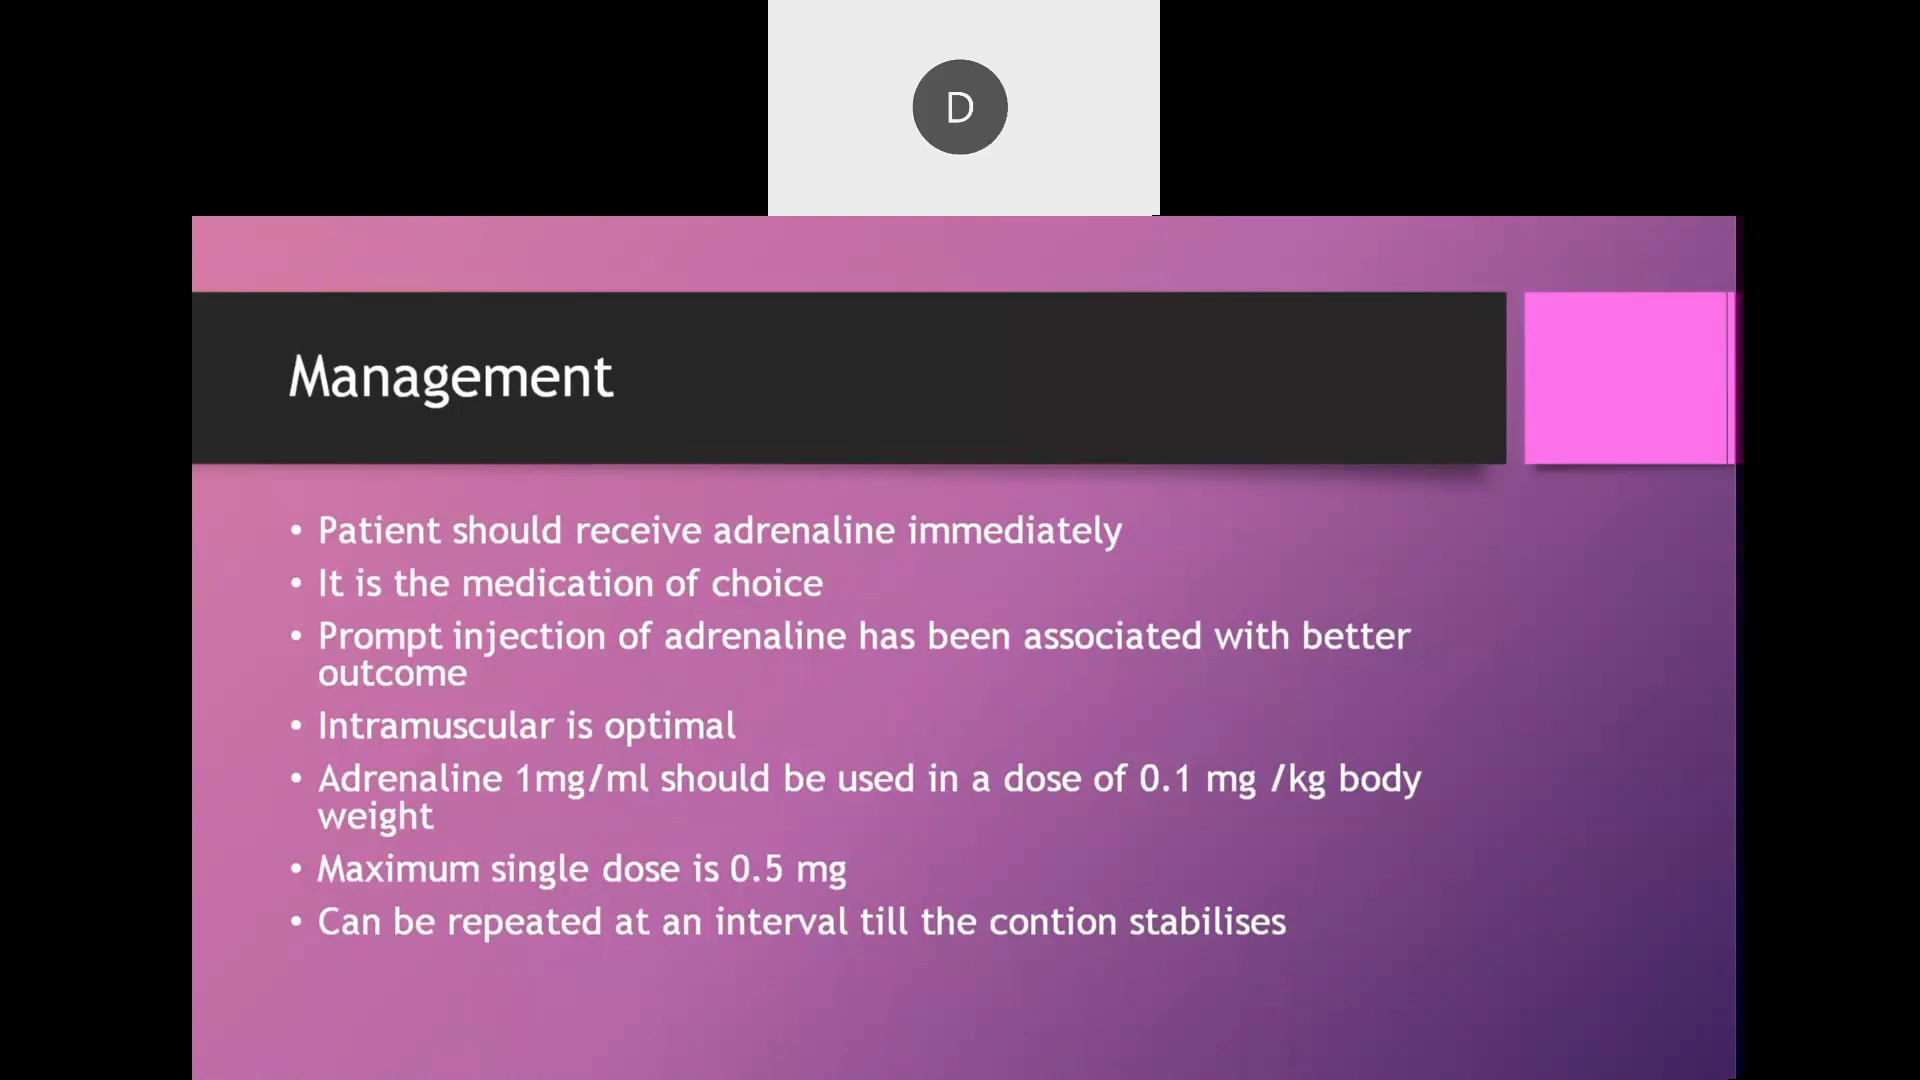 D
Management
• Patient should receive adrenaline immediately
• It is the medication of choice
• Prompt injection of adrenaline has been associated with better
outcome
• Intramuscular is optimal
• Adrenaline 1mg/ml should be used in a dose of 0.1 mg /kg body
weight
• Maximum single dose is 0.5 mg
• Can be repeated at an interval till the contion stabilises